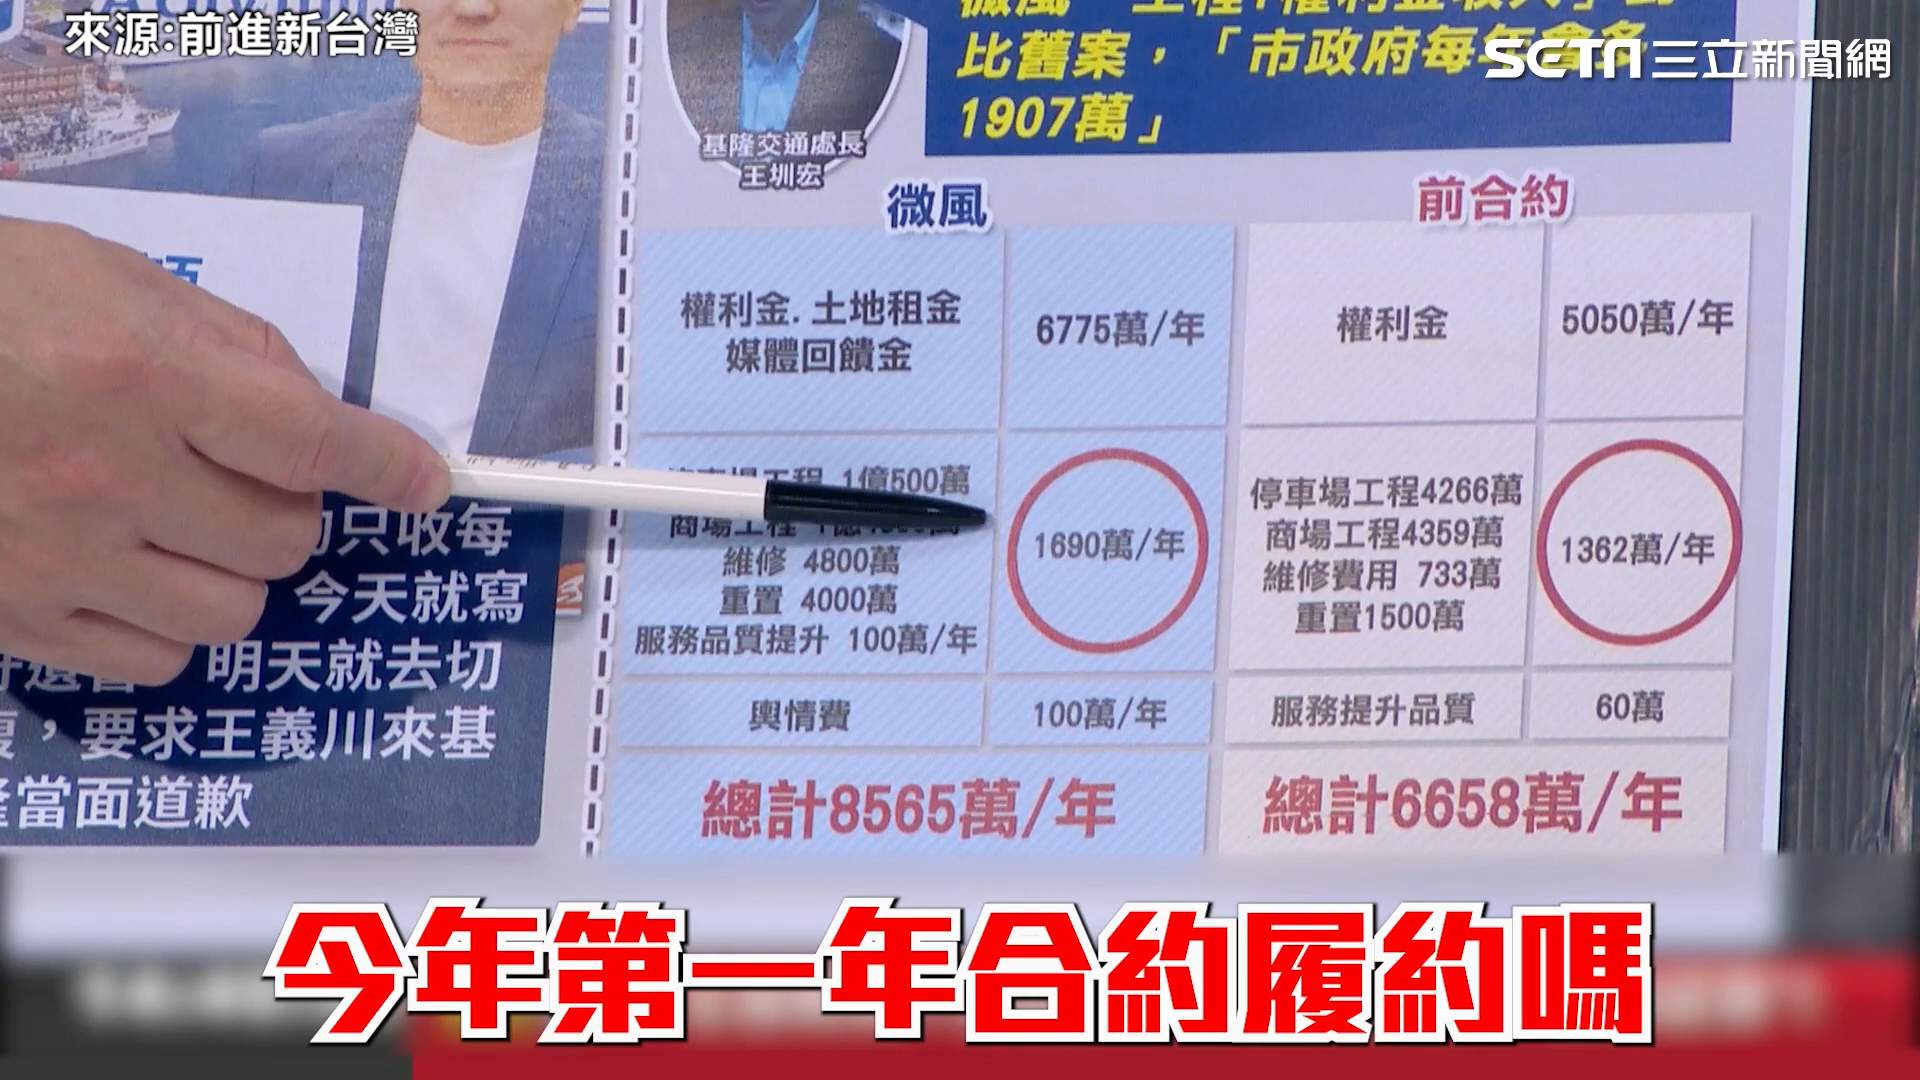 來源:前進新台灣
SETN三立新聞網
比舊案，「市政府每年會多
1907萬」
基隆交通處長
王圳宏
微風
前合約
權利金.土地租金
媒體回饋金
6775萬/年
權利金
5050萬/年
1億500萬
維修 4800萬
重置 4000萬
服務品質提升 100萬/年
1690萬/年
停車場工程4266萬
商場工程4359萬
維修費用 733萬
重置1500萬
1362萬/年
輿情費
100萬/年
服務提升品質
60萬
總計8565萬/年
總計6658萬/年
只收每
今天就寫
明天就去切
，要求王義川來基
隆當面道歉
今年第一年合約履約嗎